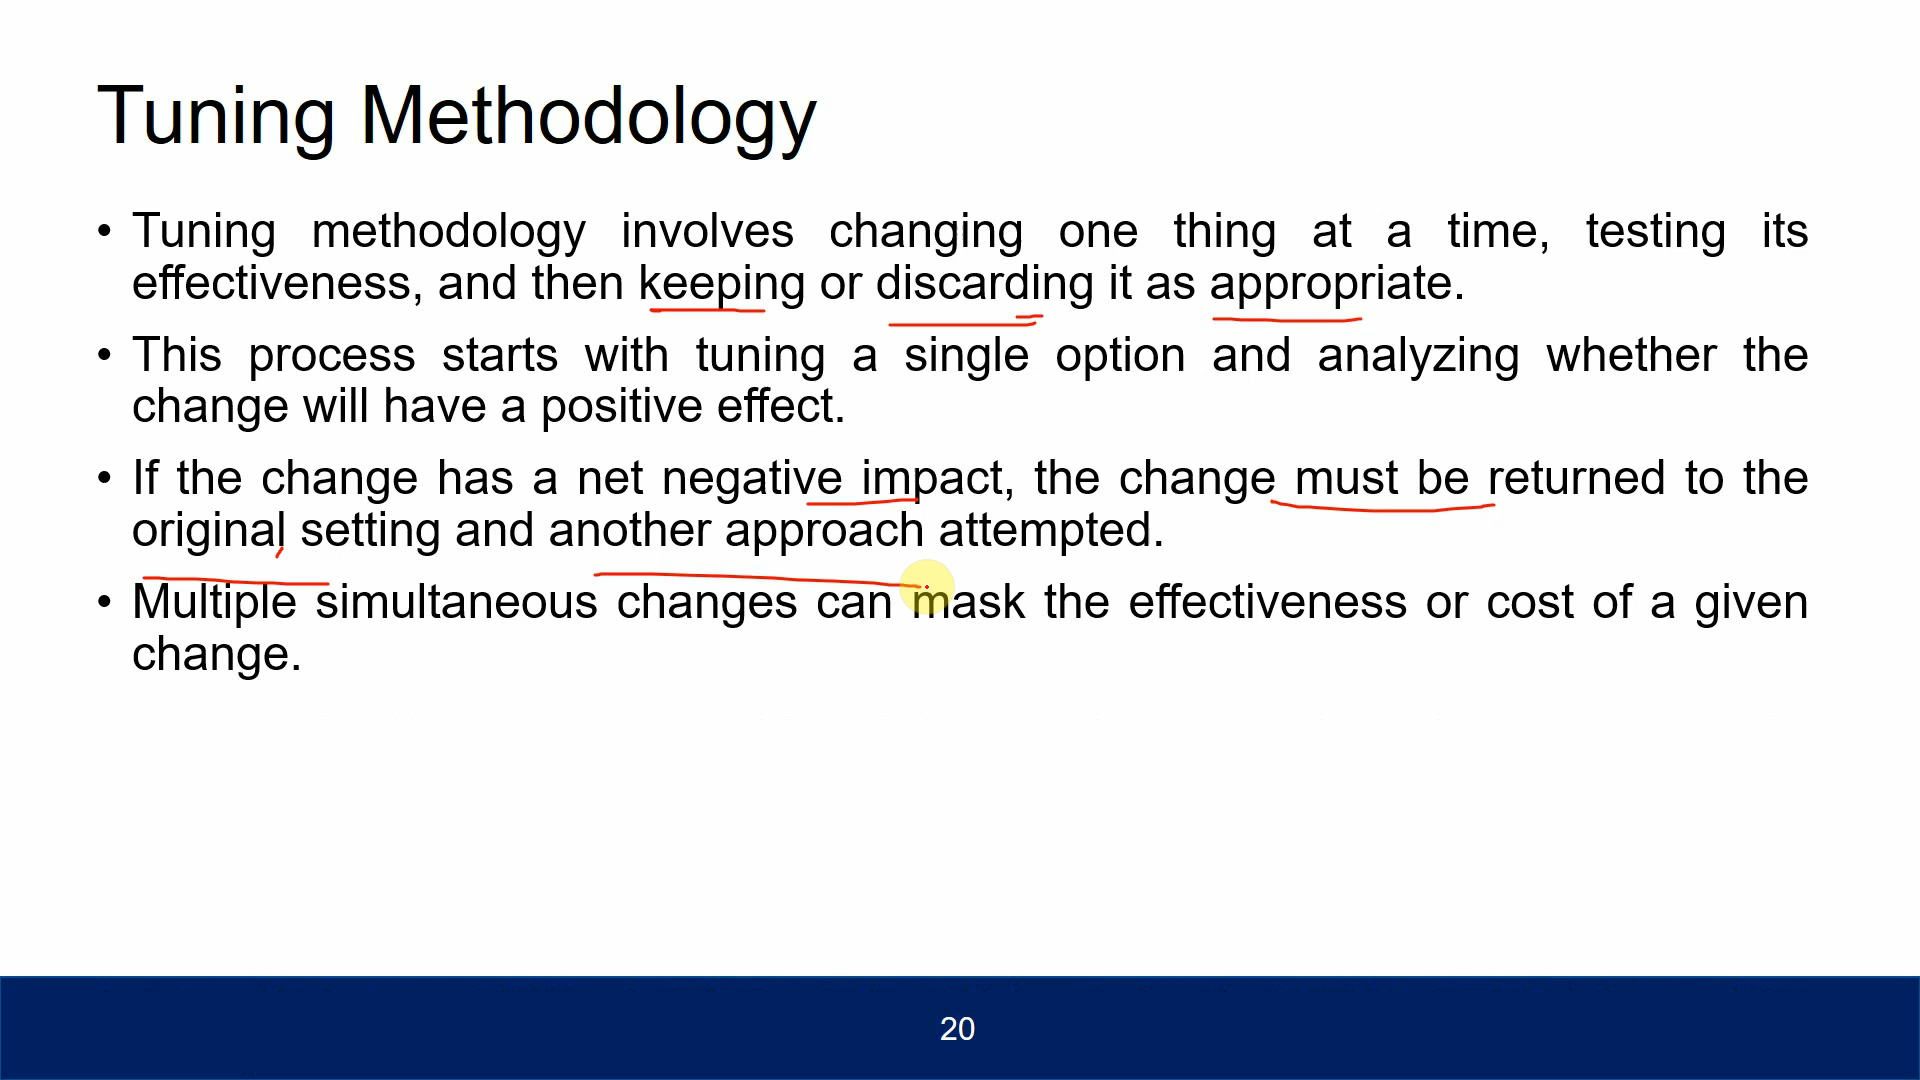 Tuning Methodology
• Tuning methodology involves changing one thing at a time, testing its
effectiveness, and then keeping or discarding it as appropriate.
• This process starts with tuning a single option and analyzing whether the
change will have a positive effect.
• If the change has a net negative impact, the change must be returned to the
original setting and another approach attempted.
• Multiple simultaneous changes can mask the effectiveness or cost of a given
change.
20